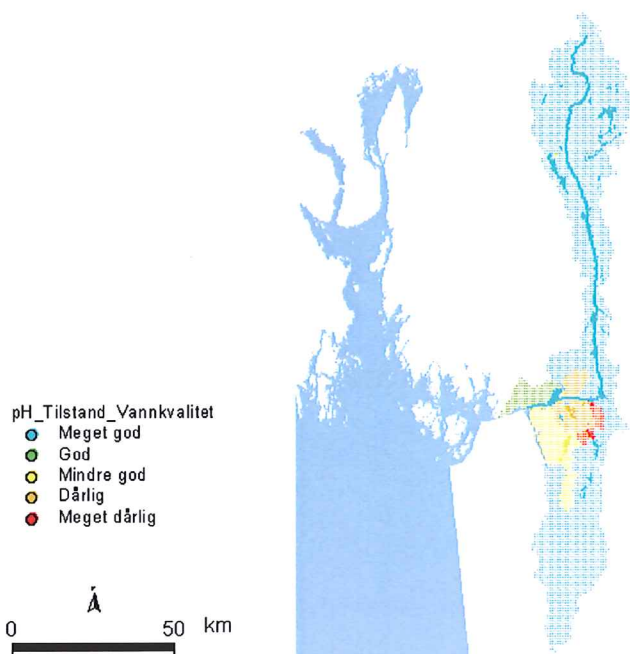 pH_Tilstand_Vannkvalitet
Meget god
God
Mindre god
Dårlig
Meget dårlig
0 50 km